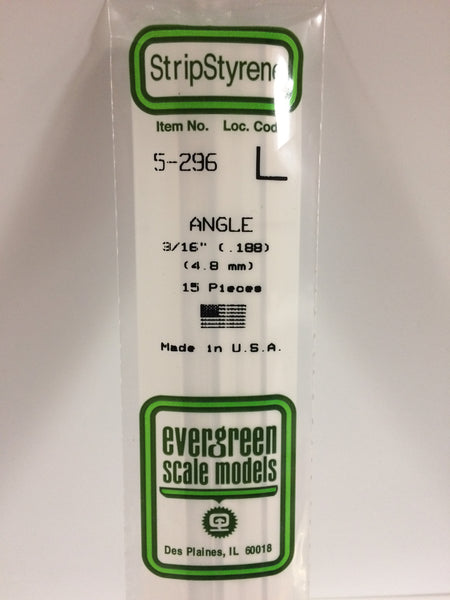 StripStyrene
Item No. Loc. Cod
5-296
ANGLE
3/16" (.188)
(4.8 mm)
15 Pieces
Made in U.S.A.
evergreen
scale models
Des Plaines, IL 60018